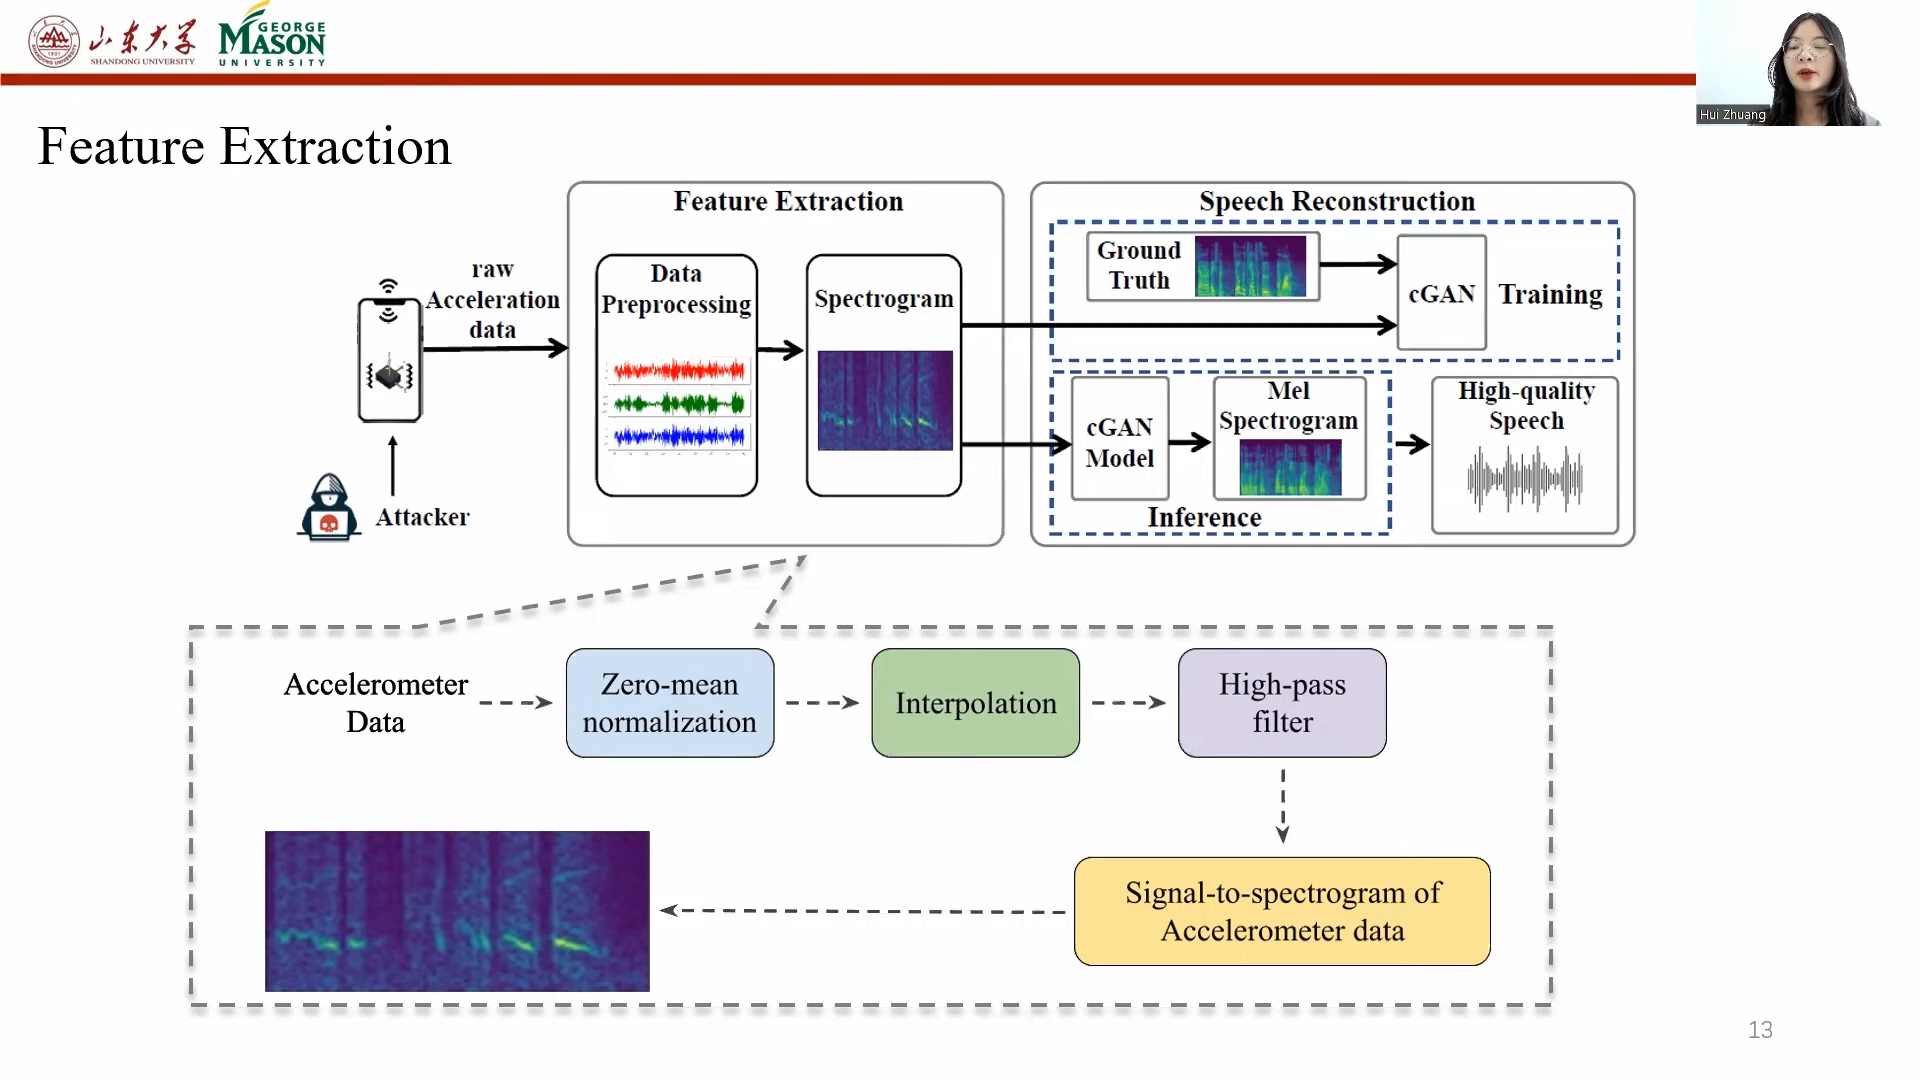 山东大学
SHANDONG UNIVERSITY
1901
GEORGE
MASON
UNIVERSITY
Hui Zhuang
Feature Extraction
Feature Extraction
Speech Reconstruction
raw
Acceleration
data
Attacker
Data
Preprocessing
Spectrogram
Ground
Truth
cGAN
Training
cGAN
Model
Mel
Spectrogram
Inference
High-quality
Speech
Accelerometer
Data
Zero-mean
normalization
Interpolation
High-pass
filter
Signal-to-spectrogram of
Accelerometer data
13